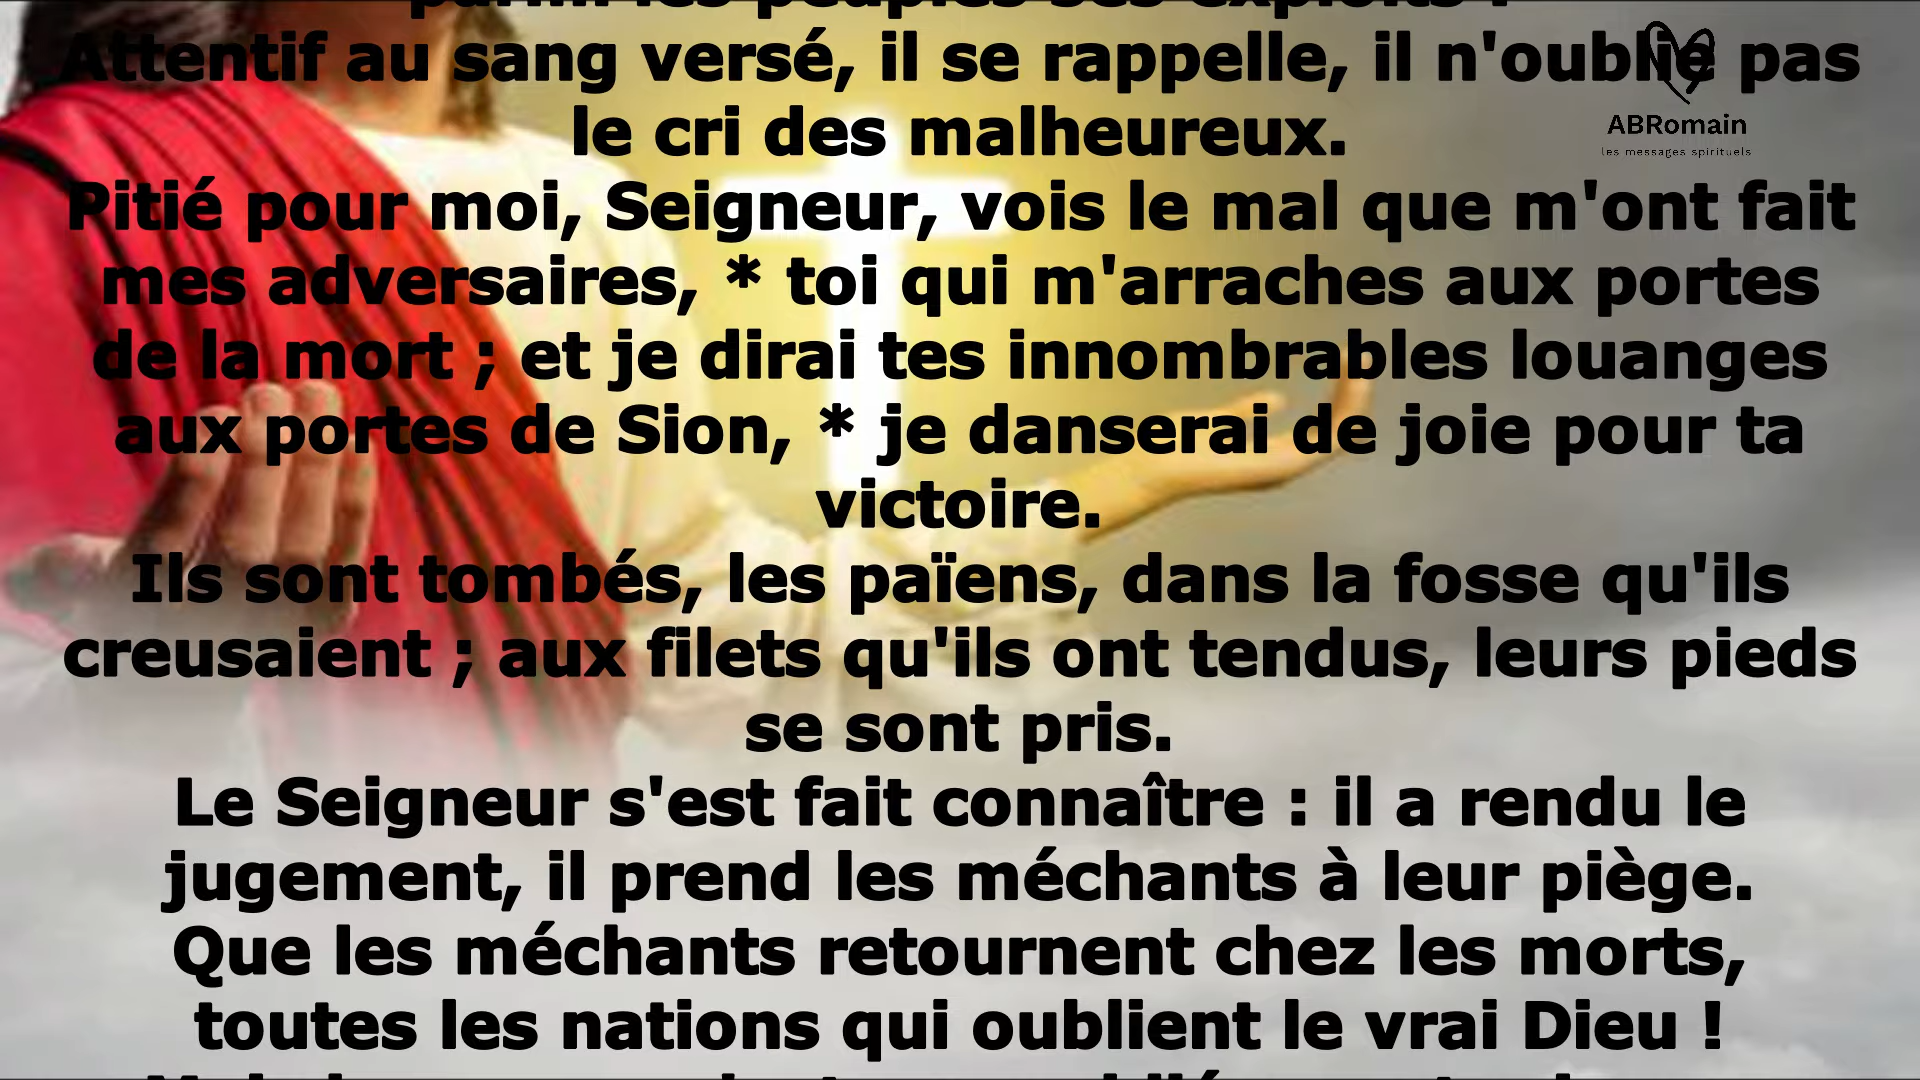 parmi les peuples ses exploits !
Attentif au sang versé, il se rappelle, il n'oublie pas
le cri des malheureux.
Pitié pour moi, Seigneur, vois le mal que m'ont fait
mes adversaires, * toi qui m'arraches aux portes
de la mort ; et je dirai tes innombrables louanges
aux portes de Sion, * je danserai de joie pour ta
victoire.
Ils sont tombés, les païens, dans la fosse qu'ils
creusaient ; aux filets qu'ils ont tendus, leurs pieds
se sont pris.
Le Seigneur s'est fait connaître : il a rendu le
jugement, il prend les méchants à leur piège.
Que les méchants retournent chez les morts,
toutes les nations qui oublient le vrai Dieu !
ABRomain
les messages spirituels